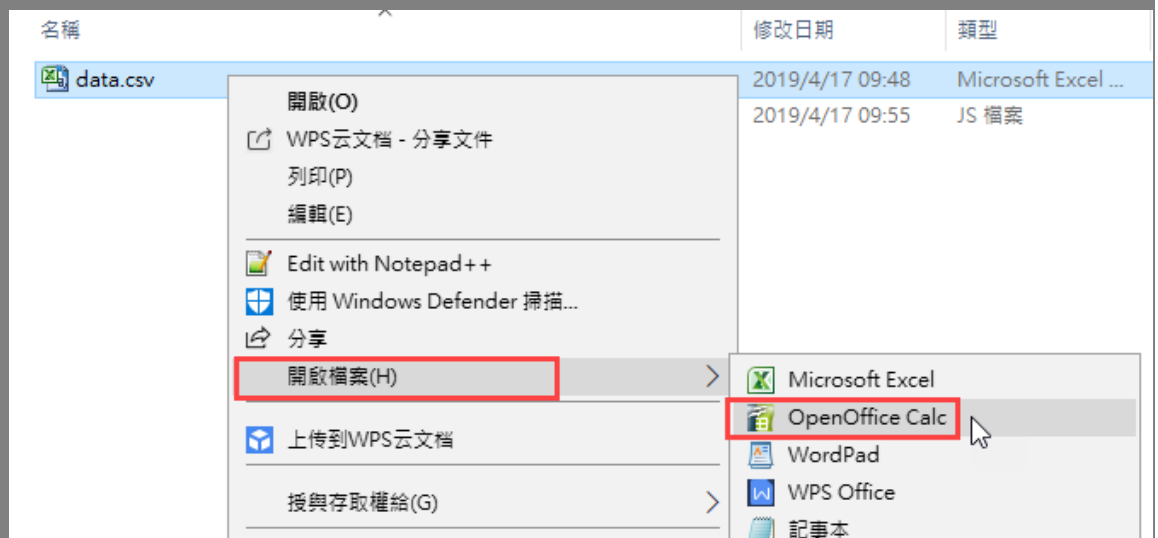 名稱 修改日期 類型
data.csv 2019/4/17 09:48 Microsoft Excel ...
2019/4/17 09:55 JS 檔案
開啟(O)
WPS云文档 - 分享文件
列印(P)
編輯(E)
Edit with Notepad++
使用 Windows Defender 掃描...
分享
開啟檔案(H)
上传到WPS云文档
授與存取權給(G)
Microsoft Excel
OpenOffice Calc
WordPad
WPS Office
記事本